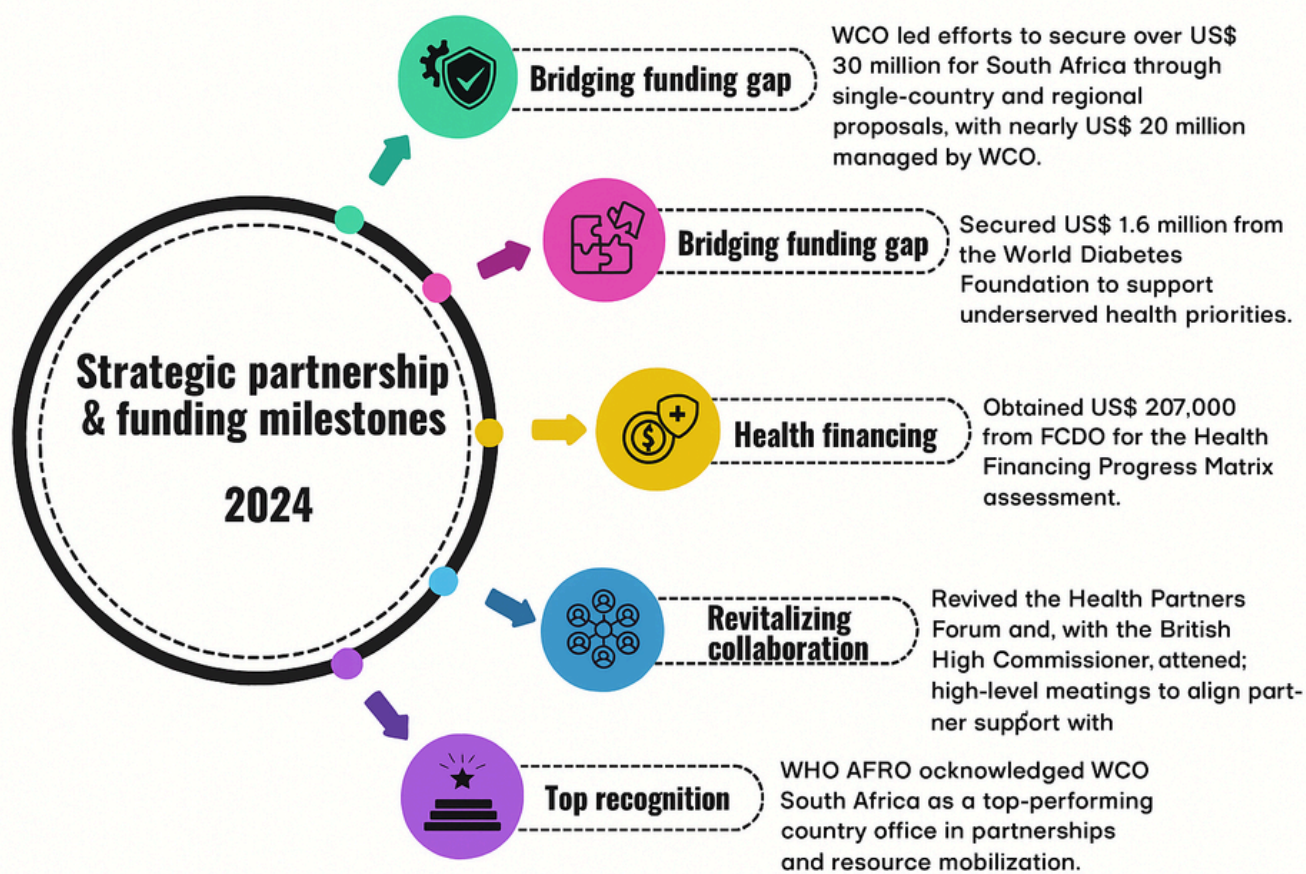 Strategic partnership
& funding milestones
2024
Bridging funding gap
WCO led efforts to secure over US$
30 million for South Africa through
single-country and regional
proposals, with nearly US$ 20 million
managed by WCO.
Bridging funding gap
Secured US$ 1.6 million from
the World Diabetes
Foundation to support
underserved health priorities.
Health financing
Obtained US$ 207,000
from FCDO for the Health
Financing Progress Matrix
assessment.
Revitalizing
collaboration
Revived the Health Partners
Forum and, with the British
High Commissioner, attened;
high-level meatings to align part-
ner support with
Top recognition
WHO AFRO ocknowledged WCO
South Africa as a top-performing
country office in partnerships
and resource mobilization.